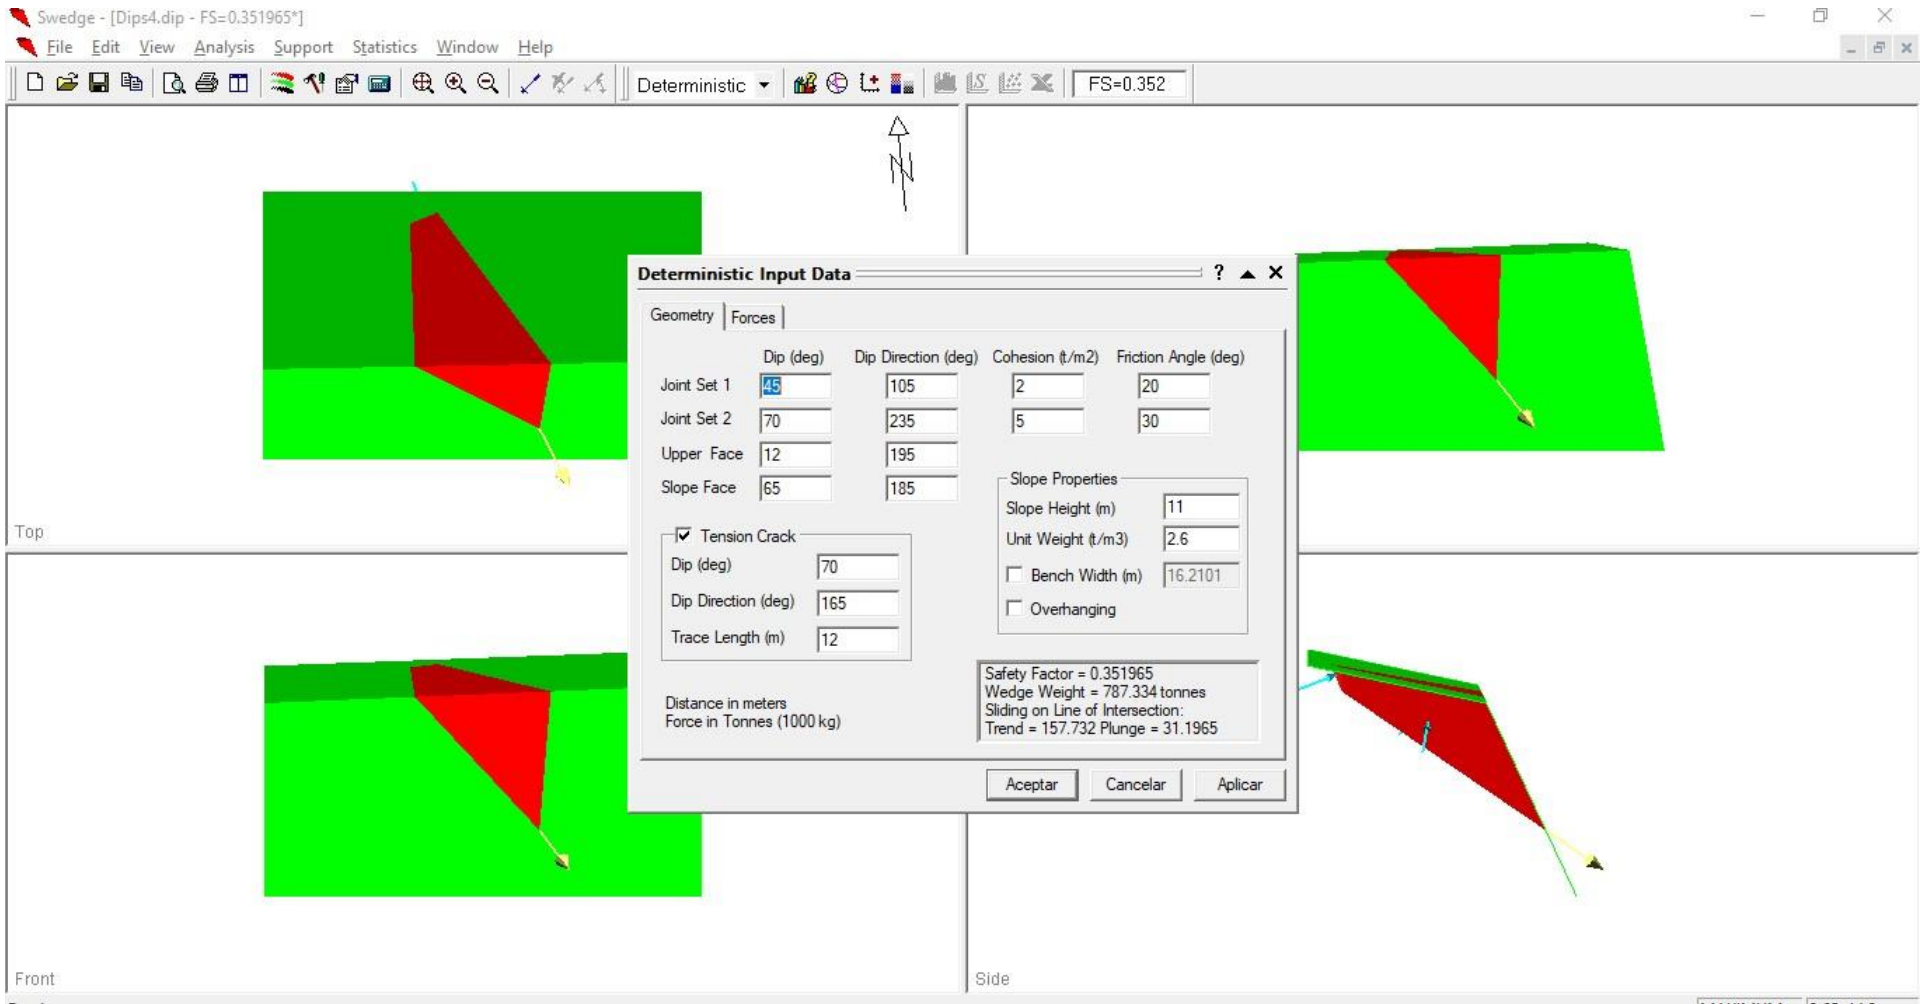 Swedge - [Dips4.dip - FS=0.351965*]
File Edit View Analysis Support Statistics Window Help
Deterministic FS=0.352
N
Top
Deterministic Input Data ?
Geometry Forces
Dip (deg) Dip Direction (deg) Cohesion (t/m2) Friction Angle (deg)
Joint Set 1 45 105 2 20
Joint Set 2 70 235 5 30
Upper Face 12 195
Slope Face 65 185
Tension Crack
Dip (deg) 70
Dip Direction (deg) 165
Trace Length (m) 12
Slope Properties
Slope Height (m) 11
Unit Weight (t/m3) 2.6
Bench Width (m) 16.2101
Overhanging
Distance in meters
Force in Tonnes (1000 kg)
Safety Factor = 0.351965
Wedge Weight = 787.334 tonnes
Sliding on Line of Intersection:
Trend = 157.732 Plunge = 31.1965
Aceptar Cancelar Aplicar
Front
Side